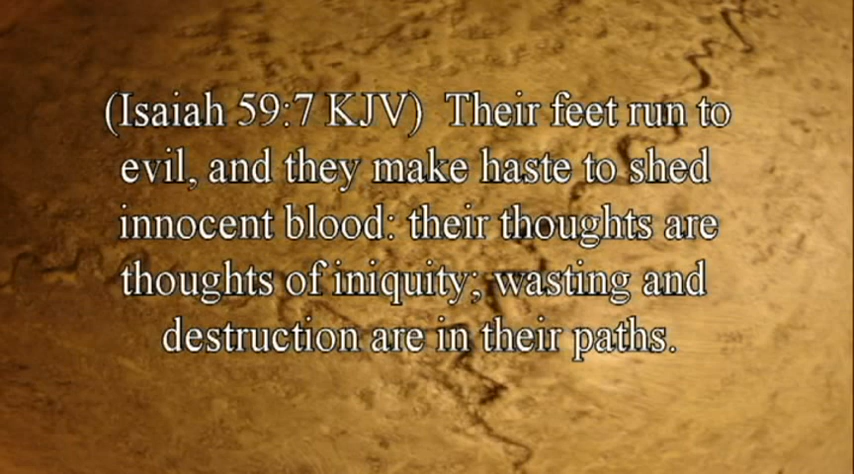 (Isaiah 59:7 KJV) Their feet run to
evil, and they make haste to shed
innocent blood: their thoughts are
thoughts of iniquity; wasting and
destruction are in their paths.